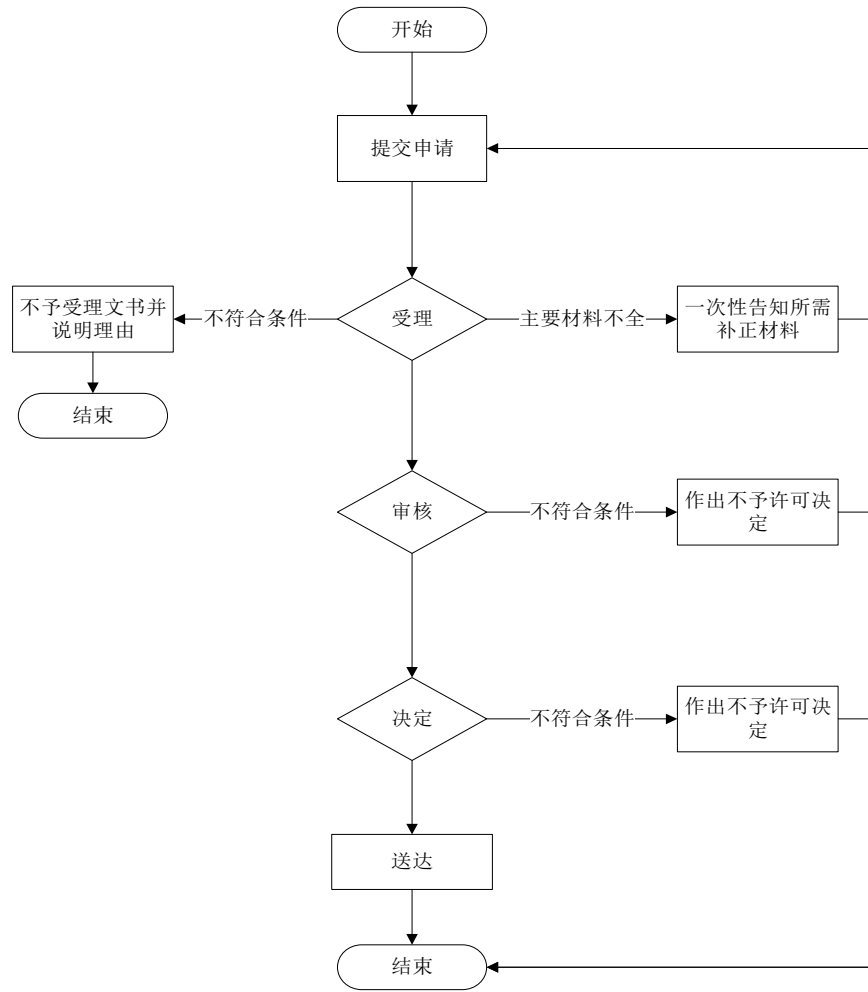 开始
提交申请
不予受理文书并
说明理由
不符合条件
受理
主要材料不全
一次性告知所需
补正材料
结束
审核
不符合条件
作出不予许可决
定
决定
不符合条件
作出不予许可决
定
送达
结束